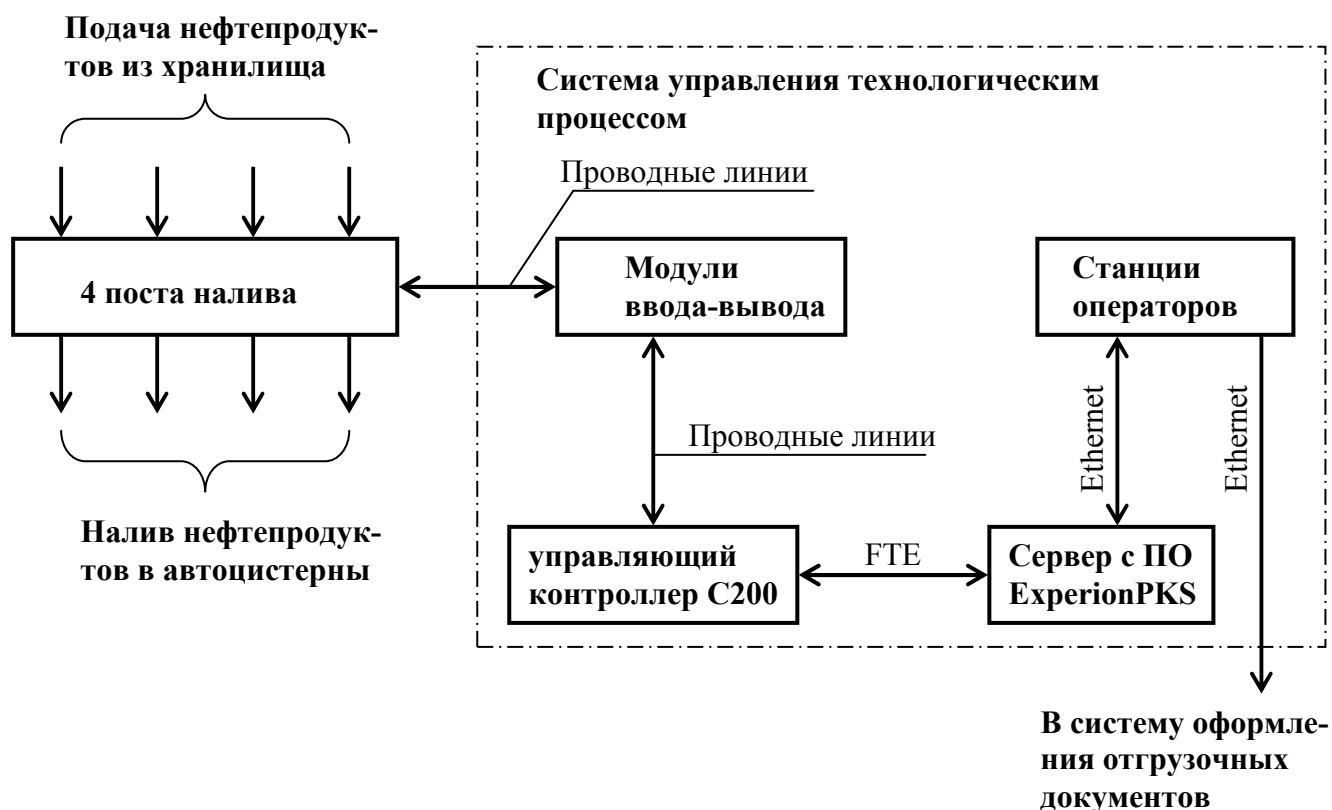 Подача нефтепродук-
тов из хранилища
Система управления технологическим
процессом
Проводные линии
4 поста налива
Модули
ввода-вывода
Станции
операторов
Проводные линии
Ethernet
Ethernet
Налив нефтепродук-
тов в автоцистерны
управляющий
контроллер С200
FTE
Сервер с ПО
ExperionPKS
В систему оформле-
ния отгрузочных
документов